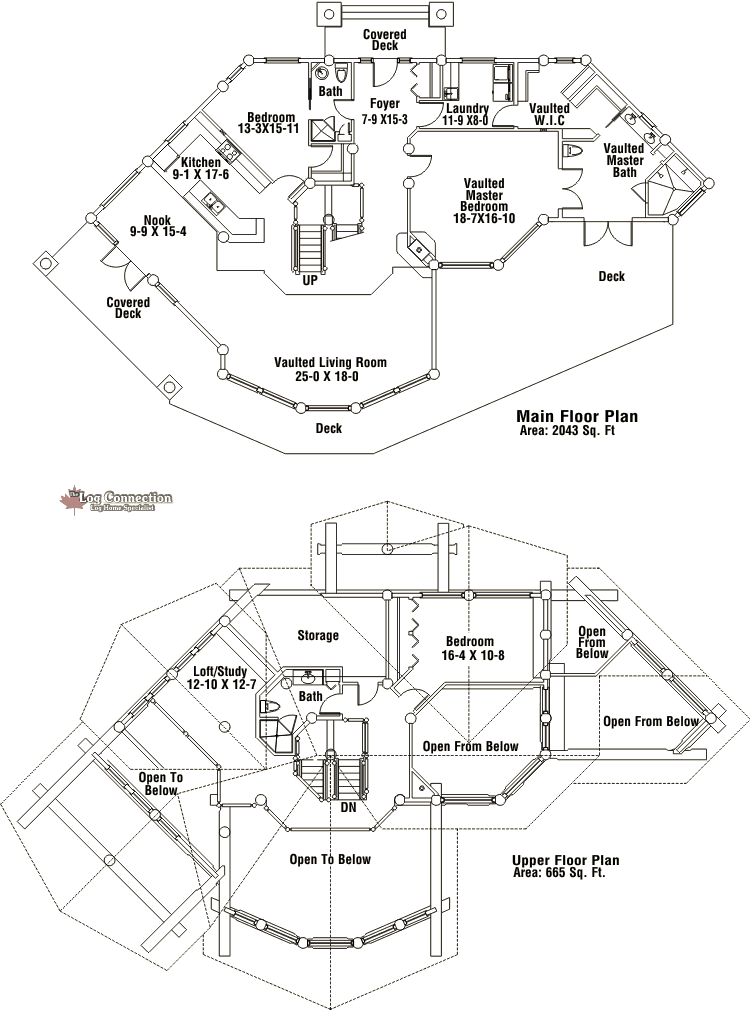 Covered
Deck
Bath
Foyer
7-9 X15-3
Laundry
11-9 X8-0
Vaulted
W.I.C
Bedroom
13-3X15-11
Kitchen
9-1 X 17-6
Vaulted
Master
Bath
Vaulted
Master
Bedroom
18-7X16-10
Nook
9-9 X 15-4
UP
Deck
Covered
Deck
Vaulted Living Room
25-0 X 18-0
Deck
Main Floor Plan
Area: 2043 Sq. Ft
The Log Connection
Log Home Specialist
Storage
Bedroom
16-4 X 10-8
Open
From
Below
Loft/Study
12-10 X 12-7
Bath
Open From Below
Open From Below
Open To
Below
DN
Open To Below
Upper Floor Plan
Area: 665 Sq. Ft.